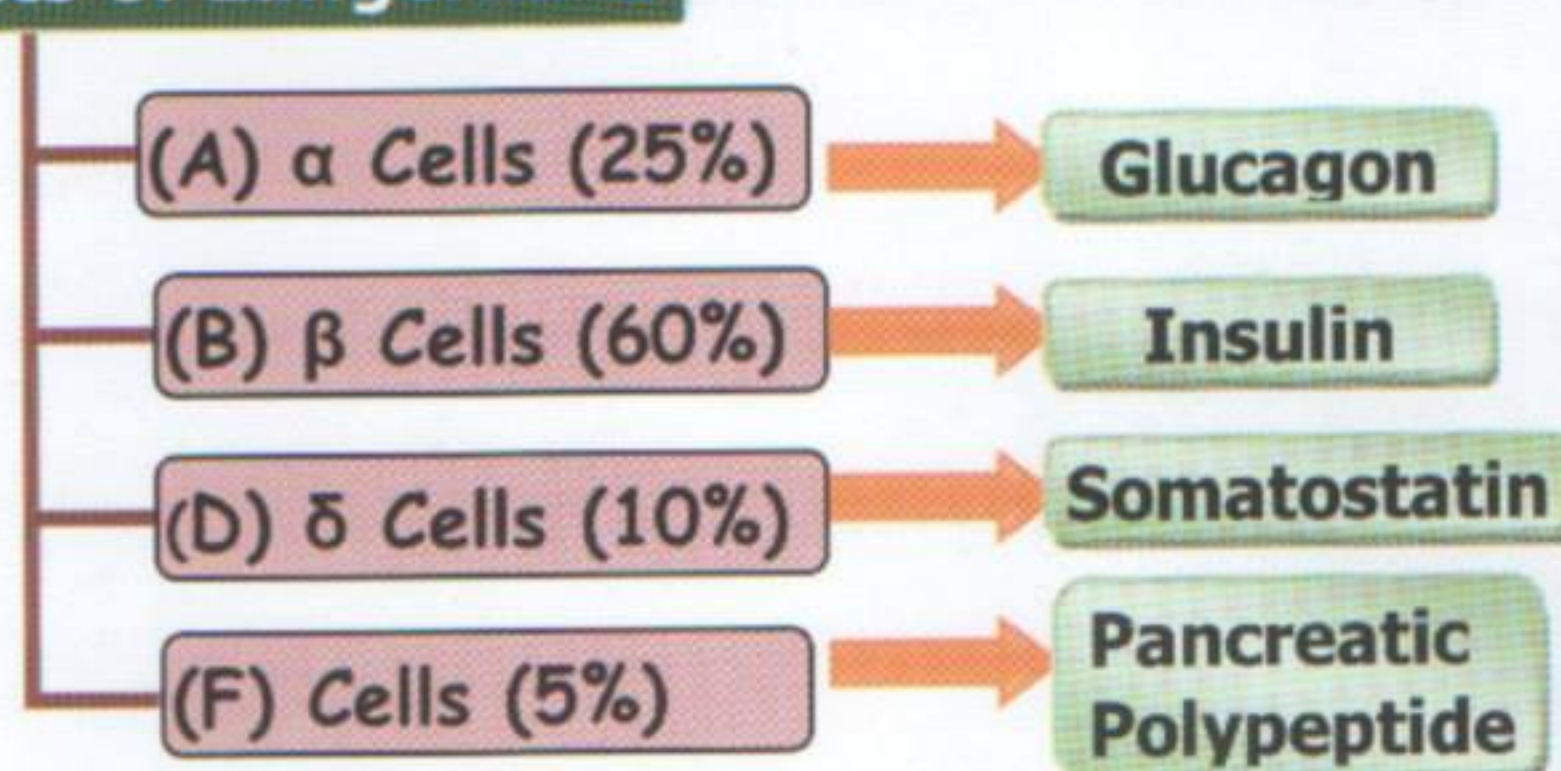 (A) α Cells (25%)
Glucagon
(B) β Cells (60%)
Insulin
(D) δ Cells (10%)
Somatostatin
(F) Cells (5%)
Pancreatic
Polypeptide